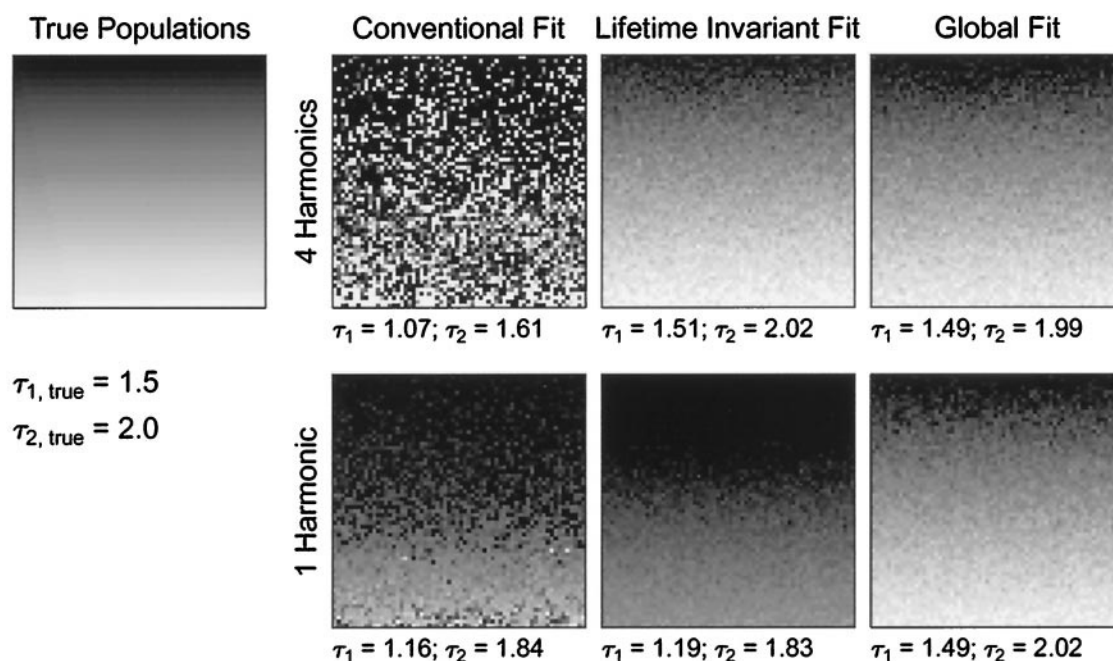 True Populations
Conventional Fit
Lifetime Invariant Fit
Global Fit
4 Harmonics
τ1 = 1.07; τ2 = 1.61
τ1 = 1.51; τ2 = 2.02
τ1 = 1.49; τ2 = 1.99
τ1, true = 1.5
τ2, true = 2.0
1 Harmonic
τ1 = 1.16; τ2 = 1.84
τ1 = 1.19; τ2 = 1.83
τ1 = 1.49; τ2 = 2.02